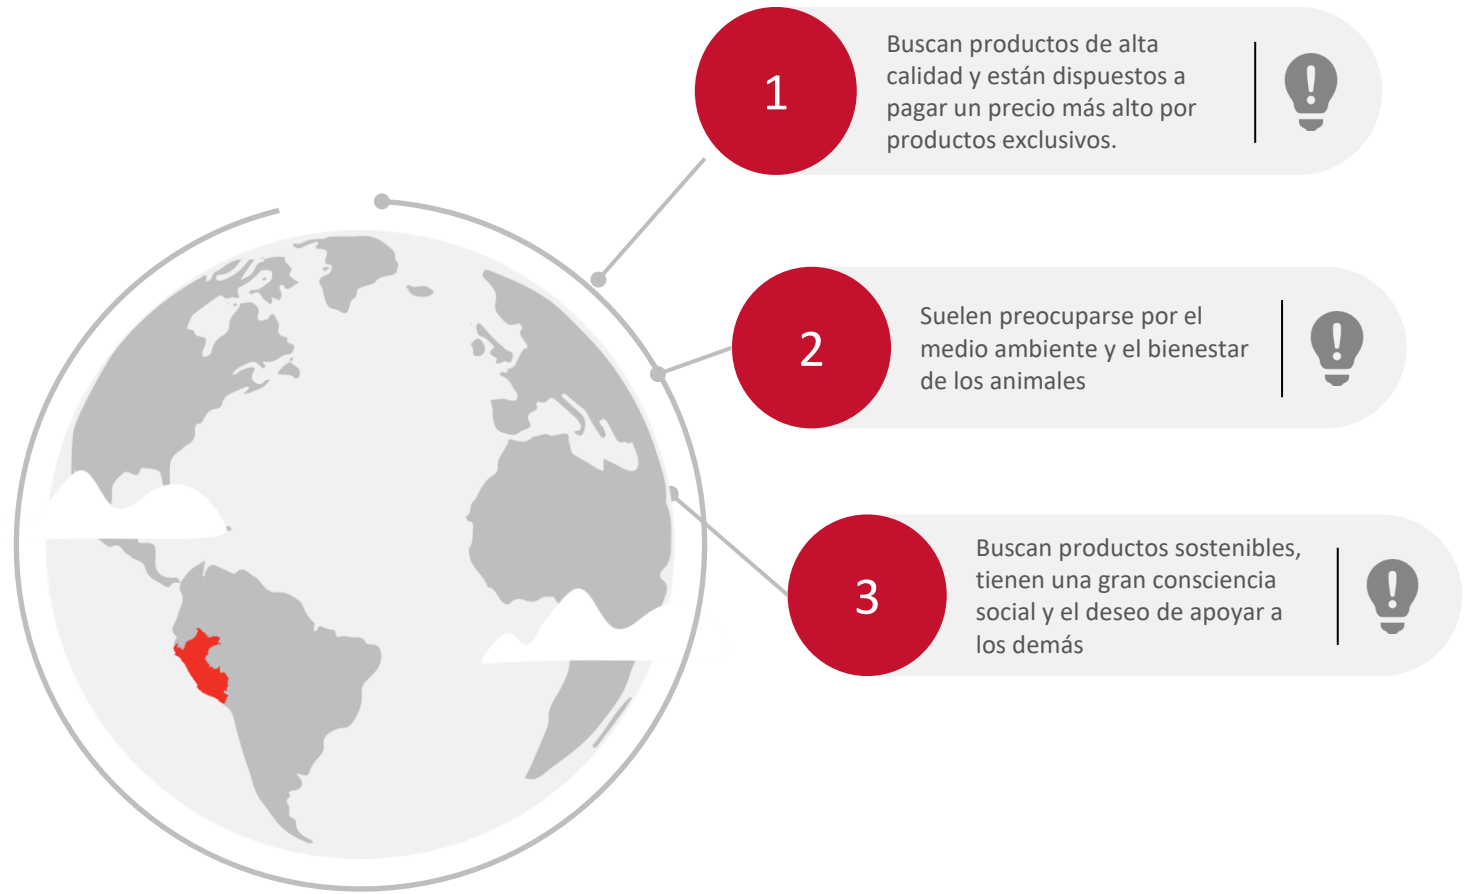 1
Buscan productos de alta
calidad y están dispuestos a
pagar un precio más alto por
productos exclusivos.
2
Suelen preocuparse por el
medio ambiente y el bienestar
de los animales
3
Buscan productos sostenibles,
tienen una gran consciencia
social y el deseo de apoyar a
los demás